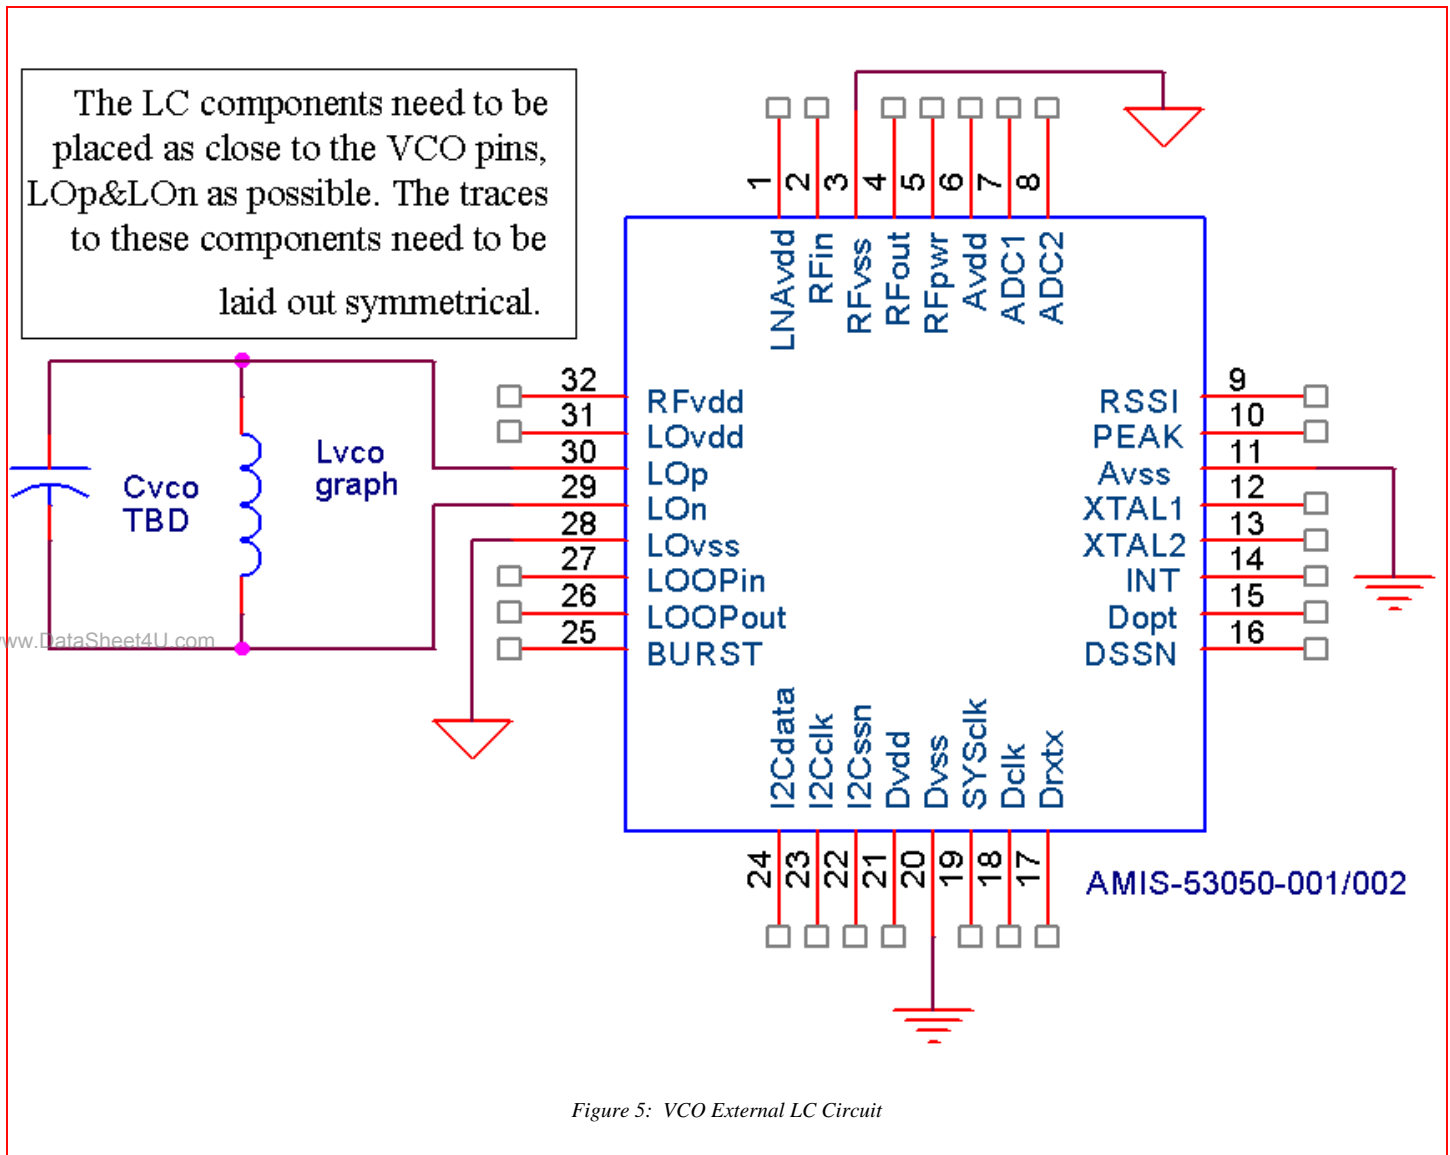 The LC components need to be
placed as close to the VCO pins,
LOp&LOn as possible. The traces
to these components need to be
laid out symmetrical.
1
2
3
4
5
6
7
8
LNAvdd
RFin
RFvss
RFout
RFpwr
Avdd
ADC1
ADC2
32
RFvdd
31
LOvdd
30
LOp
29
LOn
28
LOvss
27
LOOPin
26
LOOPout
25
BURST
Cvco
TBD
Lvco
graph
9
RSSI
10
PEAK
11
Avss
12
XTAL1
13
XTAL2
14
INT
15
Dopt
16
DSSN
www.DataSheet4U.com
I2Cdata
I2Cclk
I2Cssn
Dvdd
Dvss
SYSclk
Dclk
Drxtx
24
23
22
21
20
19
18
17
AMIS-53050-001/002
Figure 5: VCO External LC Circuit